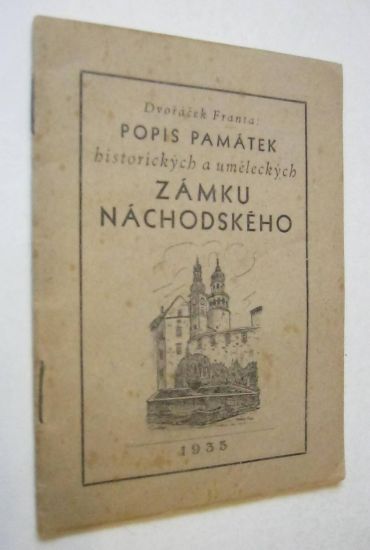 Dvořáček Franta:
POPIS PAMÁTEK
historických a uměleckých
ZÁMKU
NÁCHODSKÉHO
1935